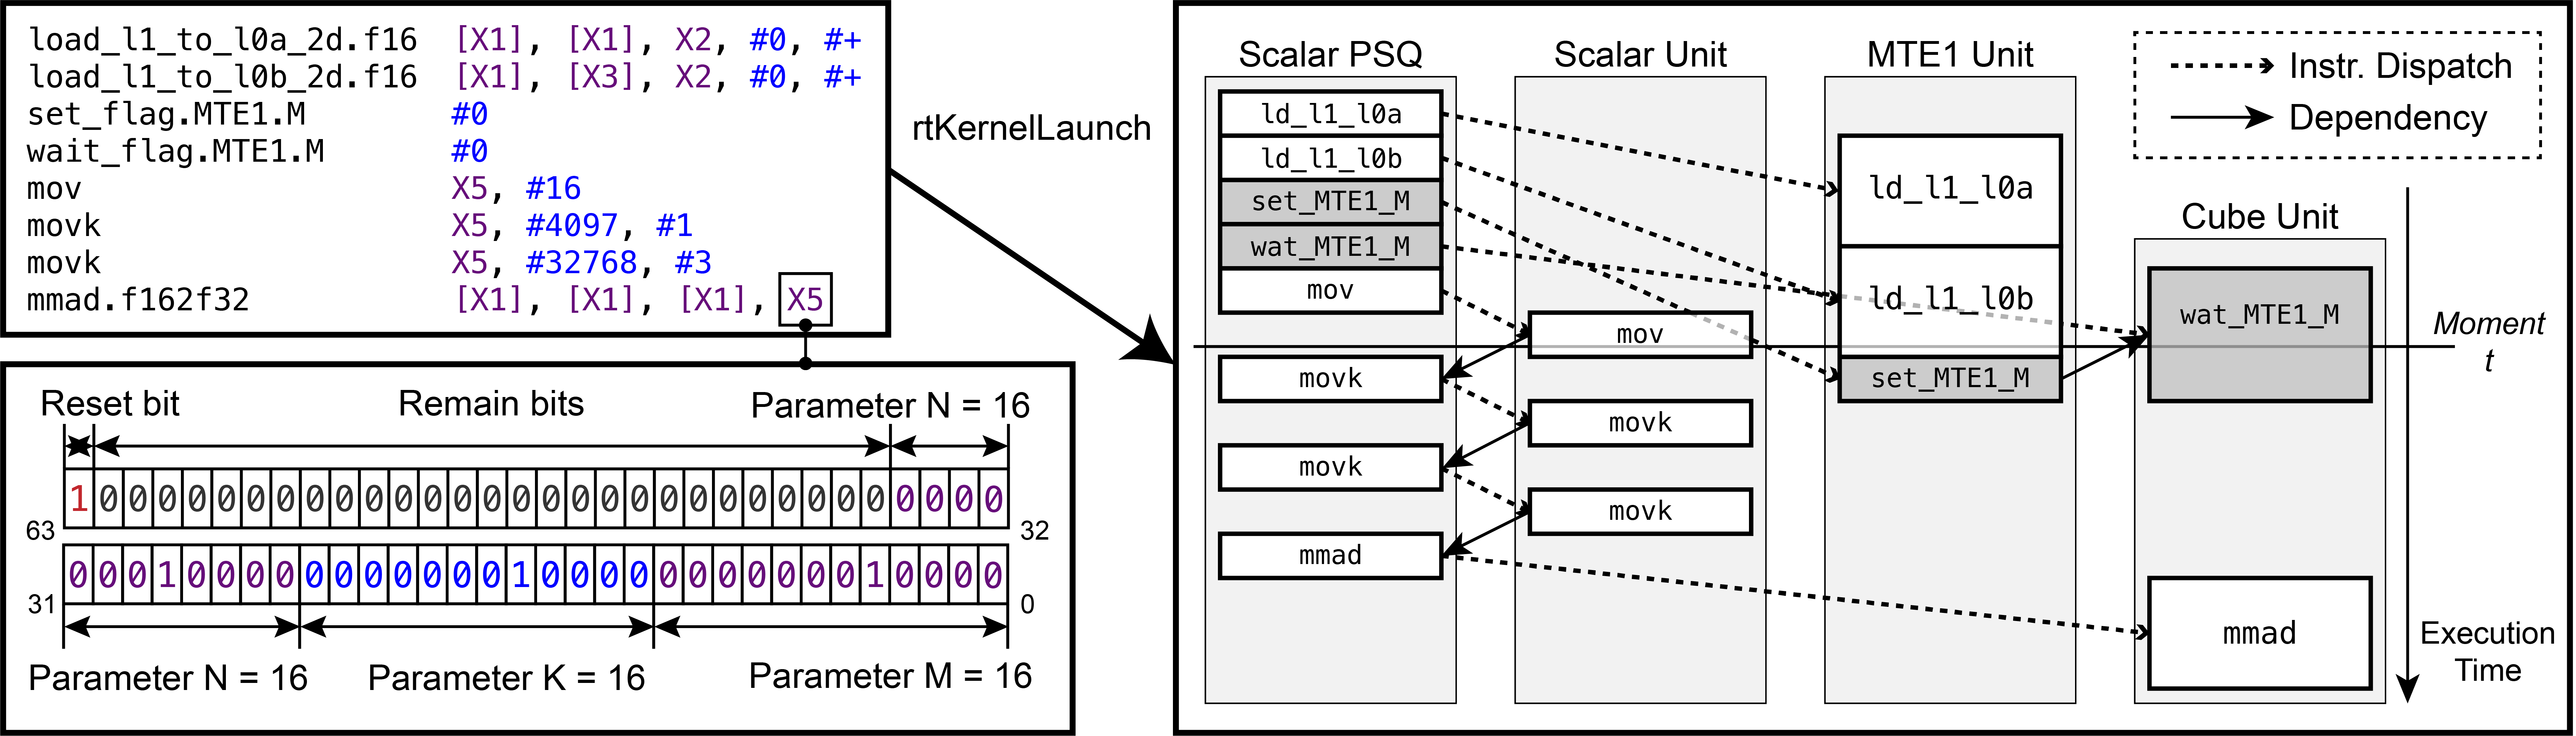 load_l1_to_l0a_2d.f16 [X1], [X1], X2, #0, #+
load_l1_to_l0b_2d.f16 [X1], [X3], X2, #0, #+
set_flag.MTE1.M #0
wait_flag.MTE1.M #0
mov X5, #16
movk X5, #4097, #1
movk X5, #32768, #3
mmad.f162f32 [X1], [X1], [X1], X5
Reset bit Remain bits Parameter N = 16
1 0 0 0 0 0 0 0 0 0 0 0 0 0 0 0 0 0 0 0 0 0 0 0 0 0 0 0 0 0 0 0
63 32
0 0 0 1 0 0 0 0 0 0 0 0 0 0 0 1 0 0 0 0 0 0 0 0 0 0 0 1 0 0 0 0
31 0
Parameter N = 16 Parameter K = 16 Parameter M = 16
rtKernelLaunch
Scalar PSQ
ld_l1_l0a
ld_l1_l0b
set_MTE1_M
wat_MTE1_M
mov
movk
movk
mmad
Scalar Unit
mov
movk
movk
MTE1 Unit
ld_l1_l0a
ld_l1_l0b
set_MTE1_M
Cube Unit
wat_MTE1_M
mmad
Instr. Dispatch
Dependency
Moment
t
Execution
Time